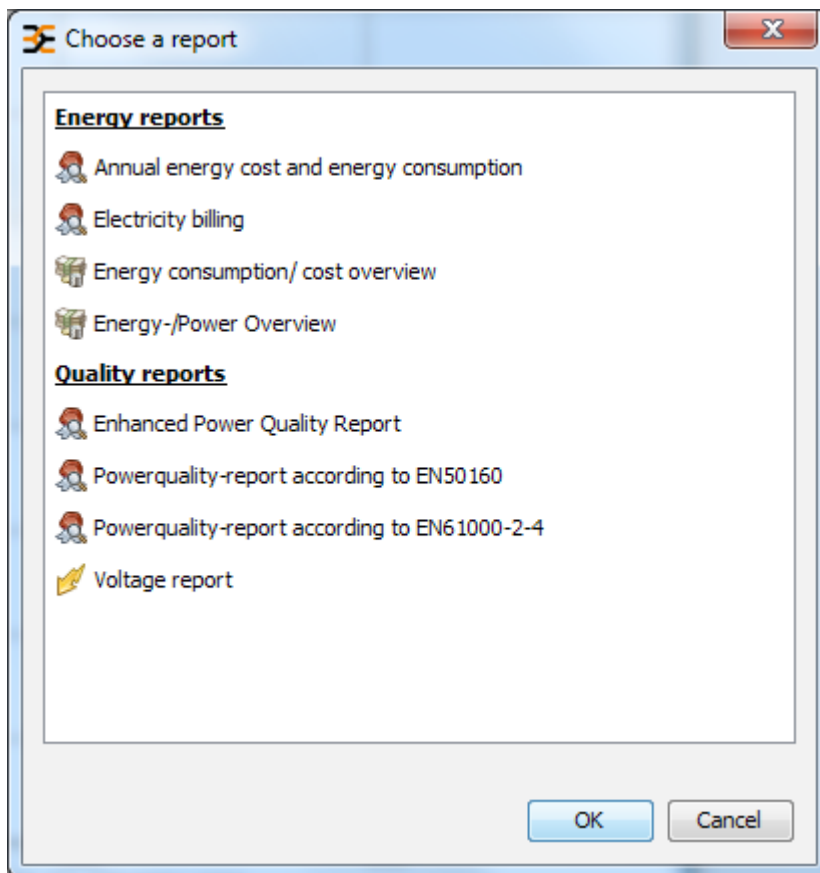 Choose a report
Energy reports
Annual energy cost and energy consumption
Electricity billing
Energy consumption/ cost overview
Energy-/Power Overview
Quality reports
Enhanced Power Quality Report
Powerquality-report according to EN50160
Powerquality-report according to EN61000-2-4
Voltage report
OK
Cancel